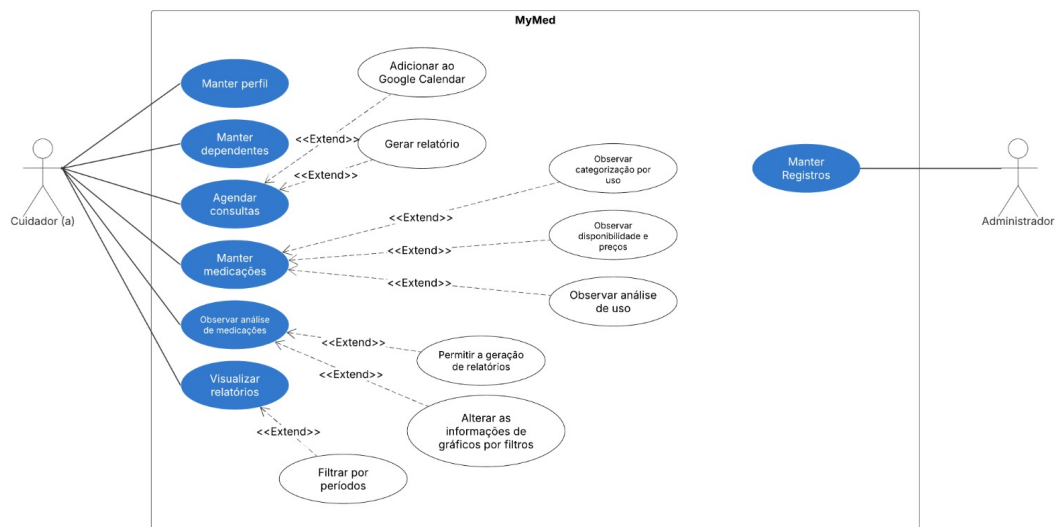 MyMed
Manter perfil
Adicionar ao
Google Calendar
Manter
dependentes
<<Extend>>
Gerar relatório
<<Extend>>
Agendar
consultas
Cuidador (a)
Observar
categorização por
uso
Manter
Registros
Administrador
<<Extend>>
Observar
disponibilidade e
preços
<<Extend>>
Manter
medicações
<<Extend>>
Observar análise
de uso
Observar análise
de medicações
<<Extend>>
Permitir a geração
de relatórios
<<Extend>>
Visualizar
relatórios
Alterar as
informações de
gráficos por filtros
<<Extend>>
Filtrar por
períodos